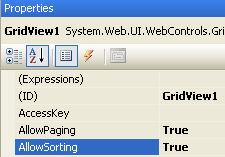 Properties
GridView1 System.Web.UI.WebControls.Gri
(Expressions)
(ID) GridView1
AccessKey
AllowPaging True
AllowSorting True